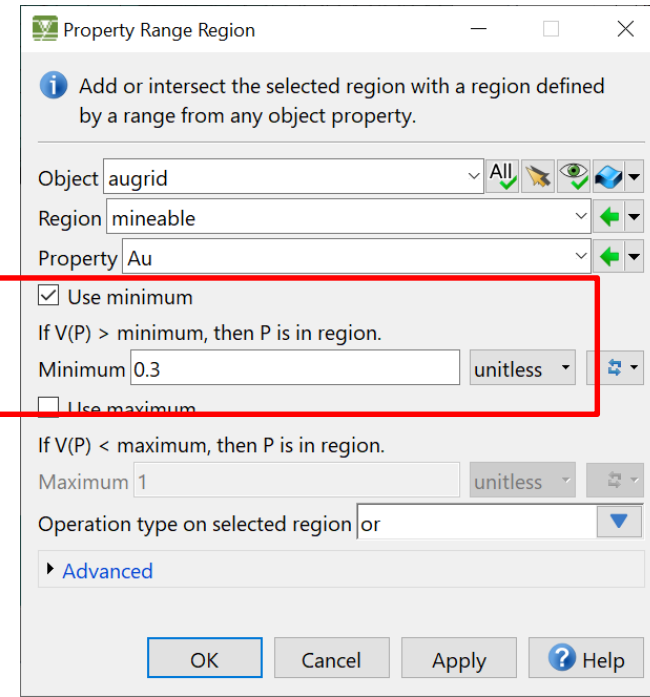 Property Range Region
Add or intersect the selected region with a region defined
by a range from any object property.
Object augrid All
Region mineable
Property Au
Use minimum
If V(P) > minimum, then P is in region.
Minimum 0.3 unitless
Use maximum
If V(P) < maximum, then P is in region.
Maximum 1 unitless
Operation type on selected region or
Advanced
OK Cancel Apply ? Help